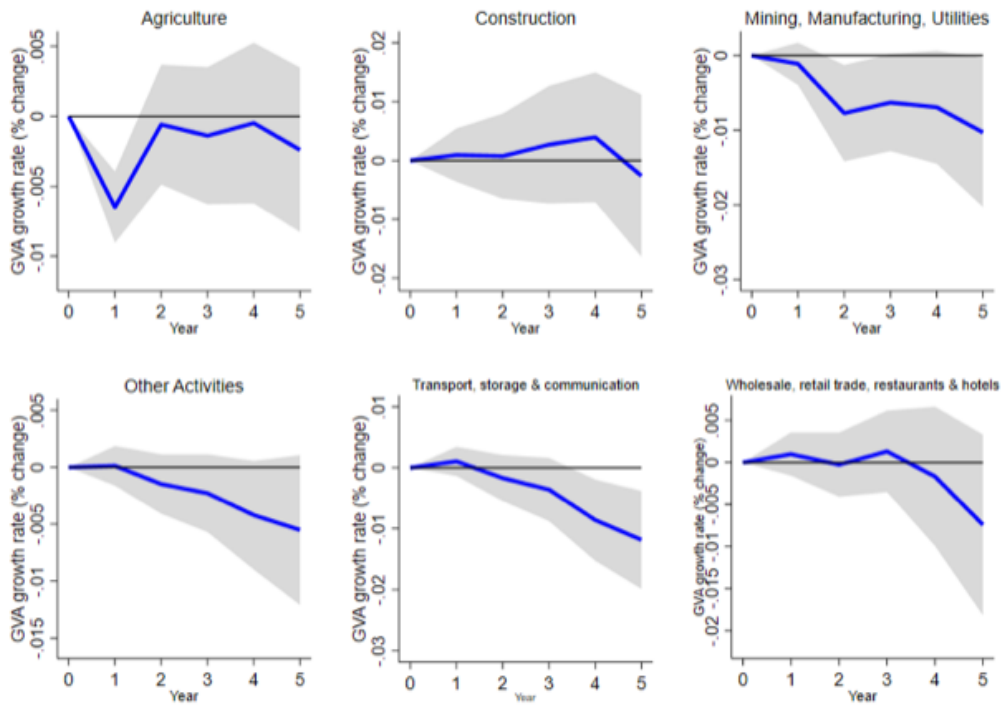 Agriculture
GVA growth rate (% change)
.005
0
-.005
-.01
0 1 2 3 4 5
Year
Construction
GVA growth rate (% change)
.02
.01
0
-.01
-.02
0 1 2 3 4 5
Year
Mining, Manufacturing, Utilities
GVA growth rate (% change)
0
-.01
-.02
-.03
0 1 2 3 4 5
Year
Other Activities
GVA growth rate (% change)
.005
0
-.005
-.01
-.015
0 1 2 3 4 5
Year
Transport, storage & communication
GVA growth rate (% change)
.01
0
-.01
-.02
-.03
0 1 2 3 4 5
Year
Wholesale, retail trade, restaurants & hotels
GVA growth rate (% change)
.005
0
-.005
-.01
-.015
-.02
0 1 2 3 4 5
Year